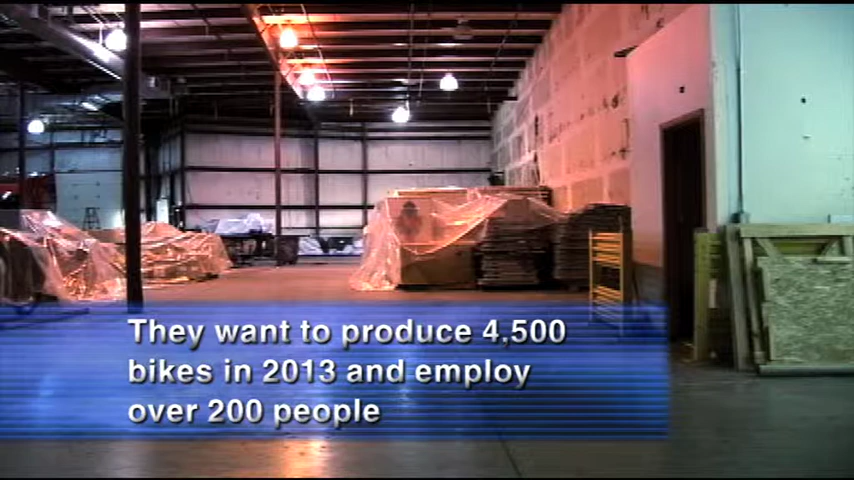 They want to produce 4,500
bikes in 2013 and employ
over 200 people